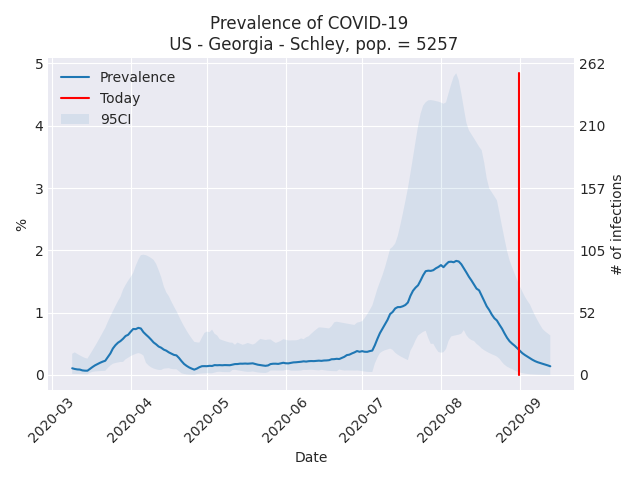 Prevalence of COVID-19
US - Georgia - Schley, pop. = 5257
Prevalence
Today
95CI
5
4
3
2
1
0
%
262
210
157
105
52
0
# of infections
2020-03
2020-04
2020-05
2020-06
2020-07
2020-08
2020-09
Date